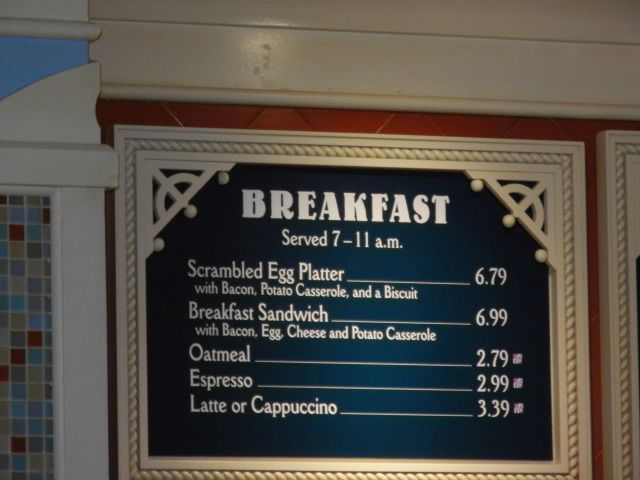 BREAKFAST
Served 7-11 a.m.
Scrambled Egg Platter 6.79
with Bacon, Potato Casserole, and a Biscuit
Breakfast Sandwich 6.99
with Bacon, Egg, Cheese and Potato Casserole
Oatmeal 2.79
Espresso 2.99
Latte or Cappuccino 3.39